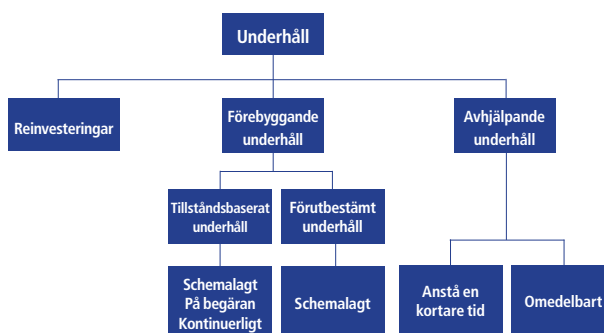 Underhåll
Reinvesteringar
Förebyggande
underhåll
Avhjälpande
underhåll
Tillståndsbaserat
underhåll
Förutbestämt
underhåll
Schemalagt
På begäran
Kontinuerligt
Schemalagt
Anstå en
kortare tid
Omedelbart